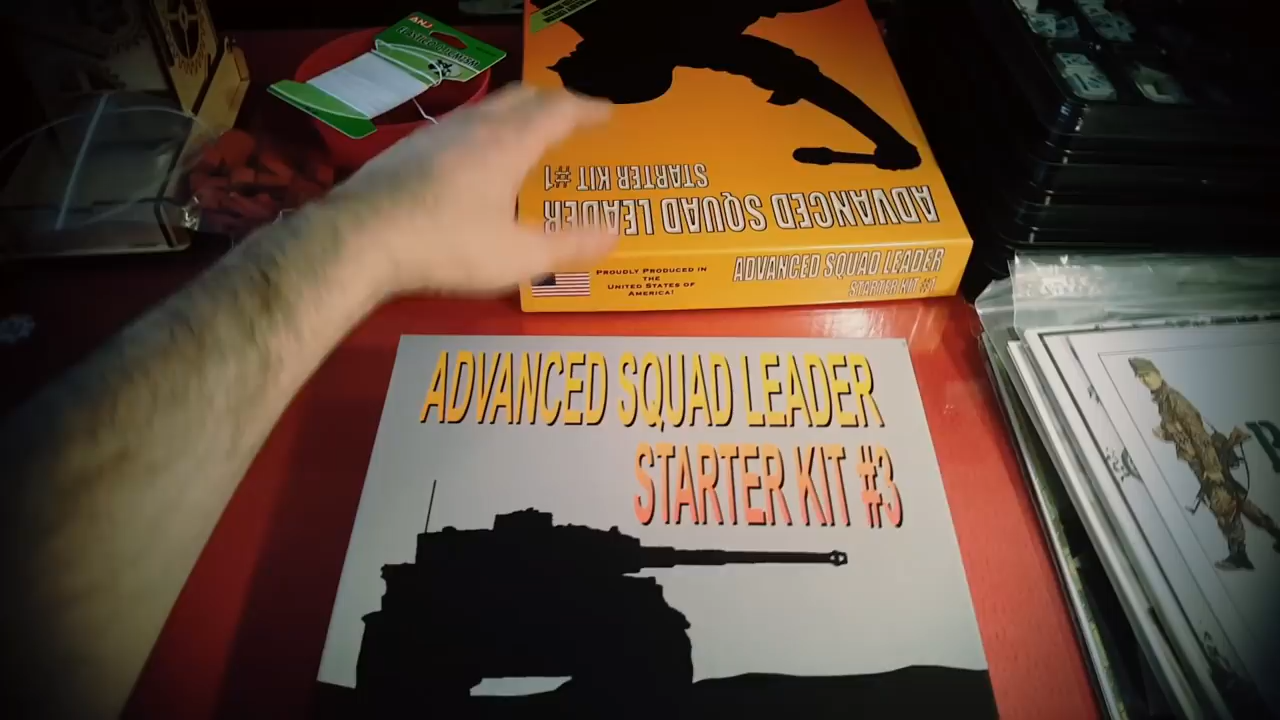 ANJ
STARTER KIT #1
ADVANCED SQUAD LEADER
PROUDLY PRODUCED IN
THE
UNITED STATES OF
AMERICA!
ADVANCED SQUAD LEADER
STARTER KIT #1
ADVANCED SQUAD LEADER
STARTER KIT #3